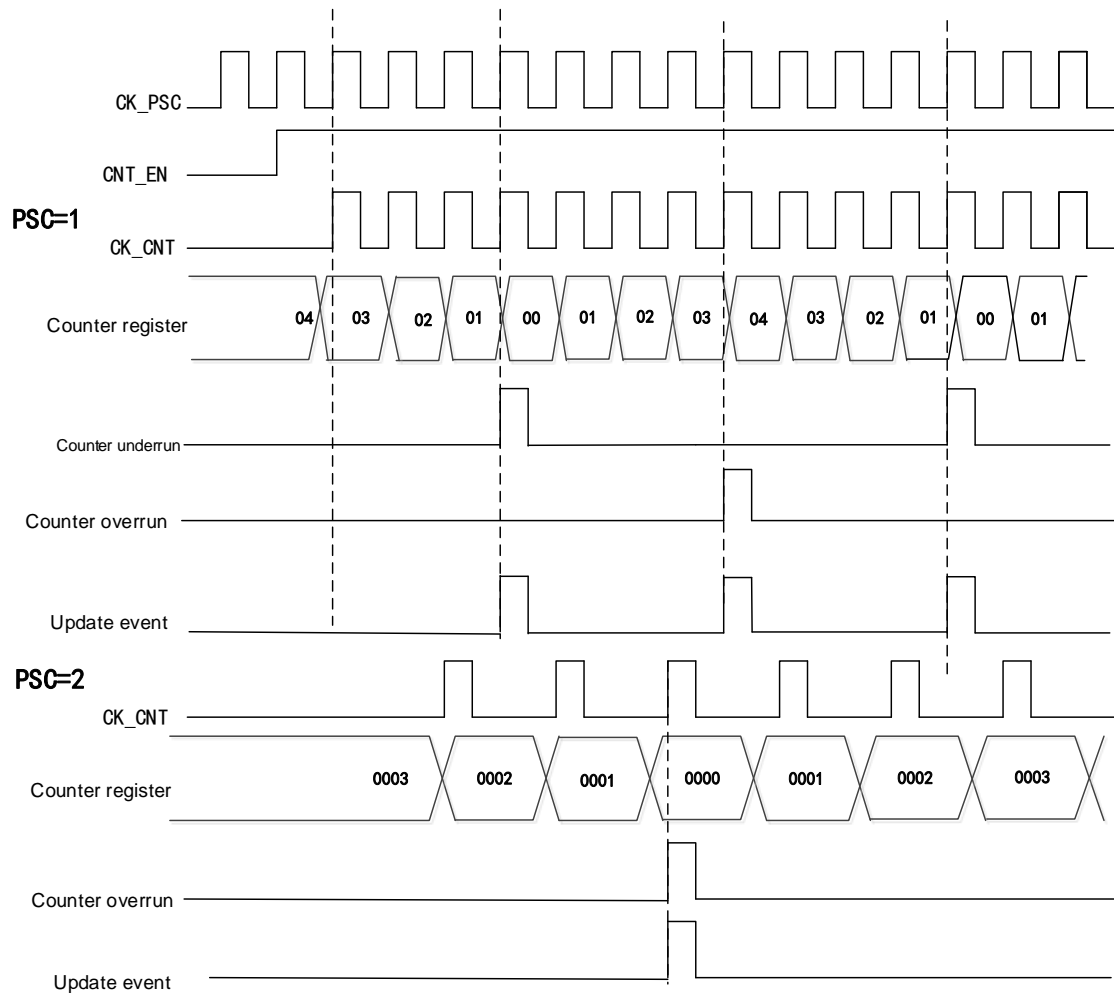 CK_PSC
CNT_EN
PSC=1
CK_CNT
Counter register 04 03 02 01 00 01 02 03 04 03 02 01 00 01
Counter underrun
Counter overrun
Update event
PSC=2
CK_CNT
Counter register 0003 0002 0001 0000 0001 0002 0003
Counter overrun
Update event